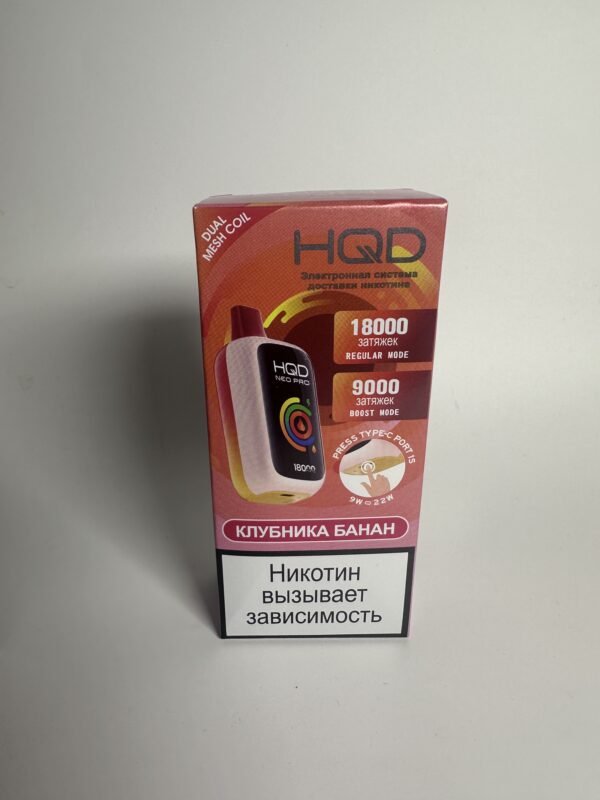 DUAL
MESH COIL
HQD
Электронная система
доставки никотина
18000
затяжек
REGULAR MODE
9000
затяжек
BOOST MODE
HQD
NEO PRO
18000
PRESS TYPE-C PORT 1S
9W⇔22W
КЛУБНИКА БАНАН
Никотин
вызывает
зависимость